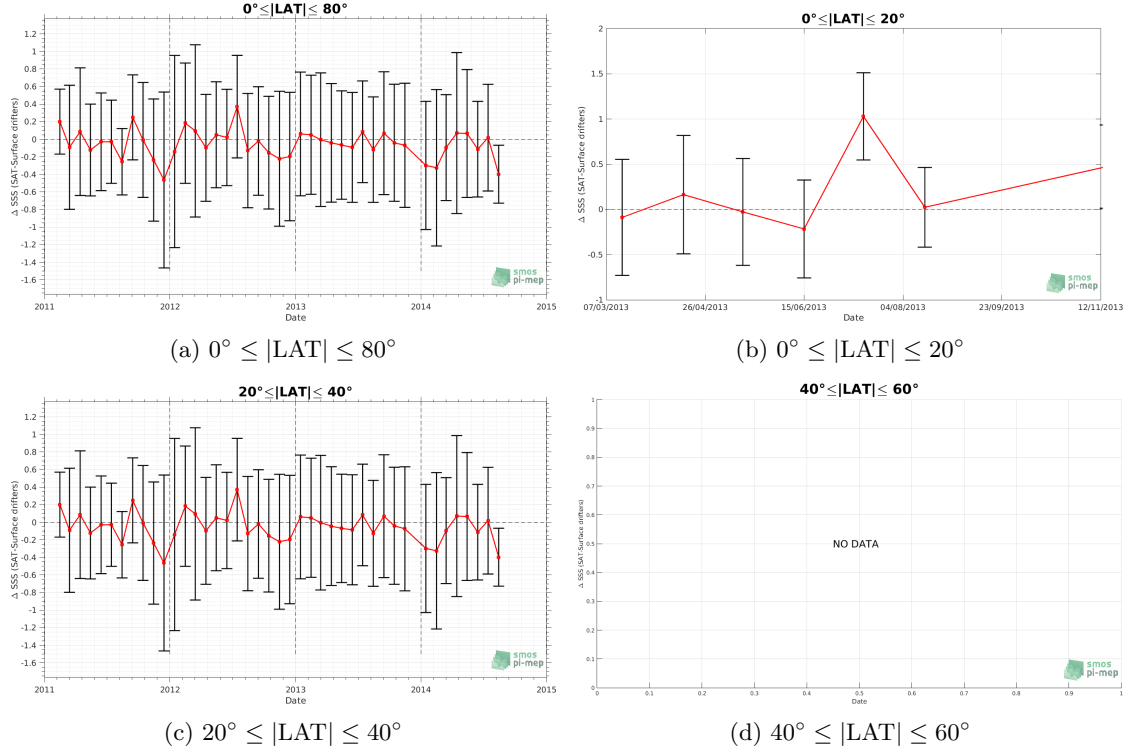 0°≤|LAT|≤ 80°
Δ SSS (SAT-Surface drifters)
1.2
1
0.8
0.6
0.4
0.2
0
-0.2
-0.4
-0.6
-0.8
-1
-1.2
-1.4
-1.6
2011 2012 2013 2014 2015
Date
smos
pi-mep
(a) 0° ≤ |LAT| ≤ 80°
0°≤|LAT|≤ 20°
Δ SSS (SAT-Surface drifters)
2
1.5
1
0.5
0
-0.5
-1
07/03/2013 26/04/2013 15/06/2013 04/08/2013 23/09/2013 12/11/2013
Date
smos
pi-mep
(b) 0° ≤ |LAT| ≤ 20°
20°≤|LAT|≤ 40°
Δ SSS (SAT-Surface drifters)
1.2
1
0.8
0.6
0.4
0.2
0
-0.2
-0.4
-0.6
-0.8
-1
-1.2
-1.4
-1.6
2011 2012 2013 2014 2015
Date
smos
pi-mep
(c) 20° ≤ |LAT| ≤ 40°
40°≤|LAT|≤ 60°
Δ SSS (SAT-Surface drifters)
1
0.9
0.8
0.7
0.6
0.5
0.4
0.3
0.2
0.1
0
NO DATA
0 0.1 0.2 0.3 0.4 0.5 0.6 0.7 0.8 0.9 1
Date
smos
pi-mep
(d) 40° ≤ |LAT| ≤ 60°